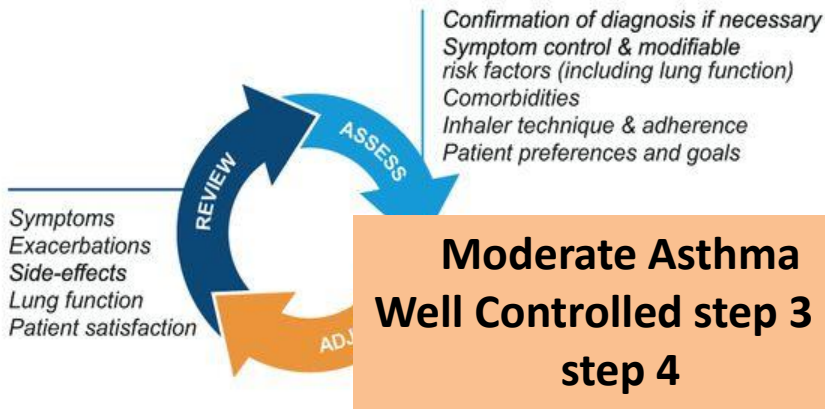 Confirmation of diagnosis if necessary
Symptom control & modifiable
risk factors (including lung function)
Comorbidities
Inhaler technique & adherence
Patient preferences and goals
ASSESS
REVIEW
Symptoms
Exacerbations
Side-effects
Lung function
Patient satisfaction
Moderate Asthma
Well Controlled step 3
step 4